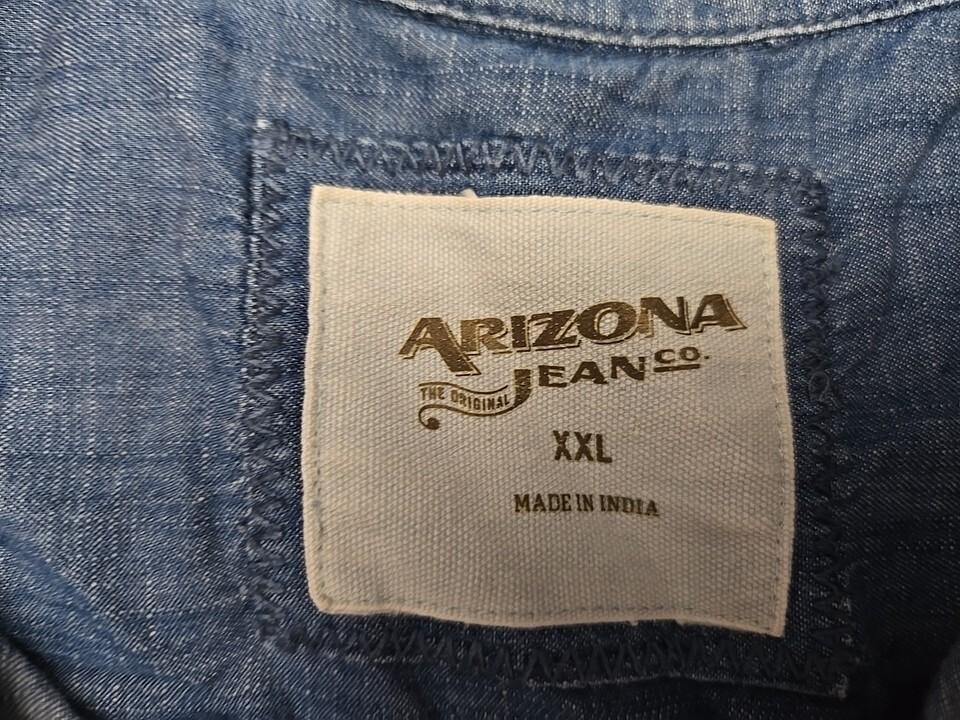 ARIZONA
JEAN CO.
THE ORIGINAL
XXL
MADE IN INDIA